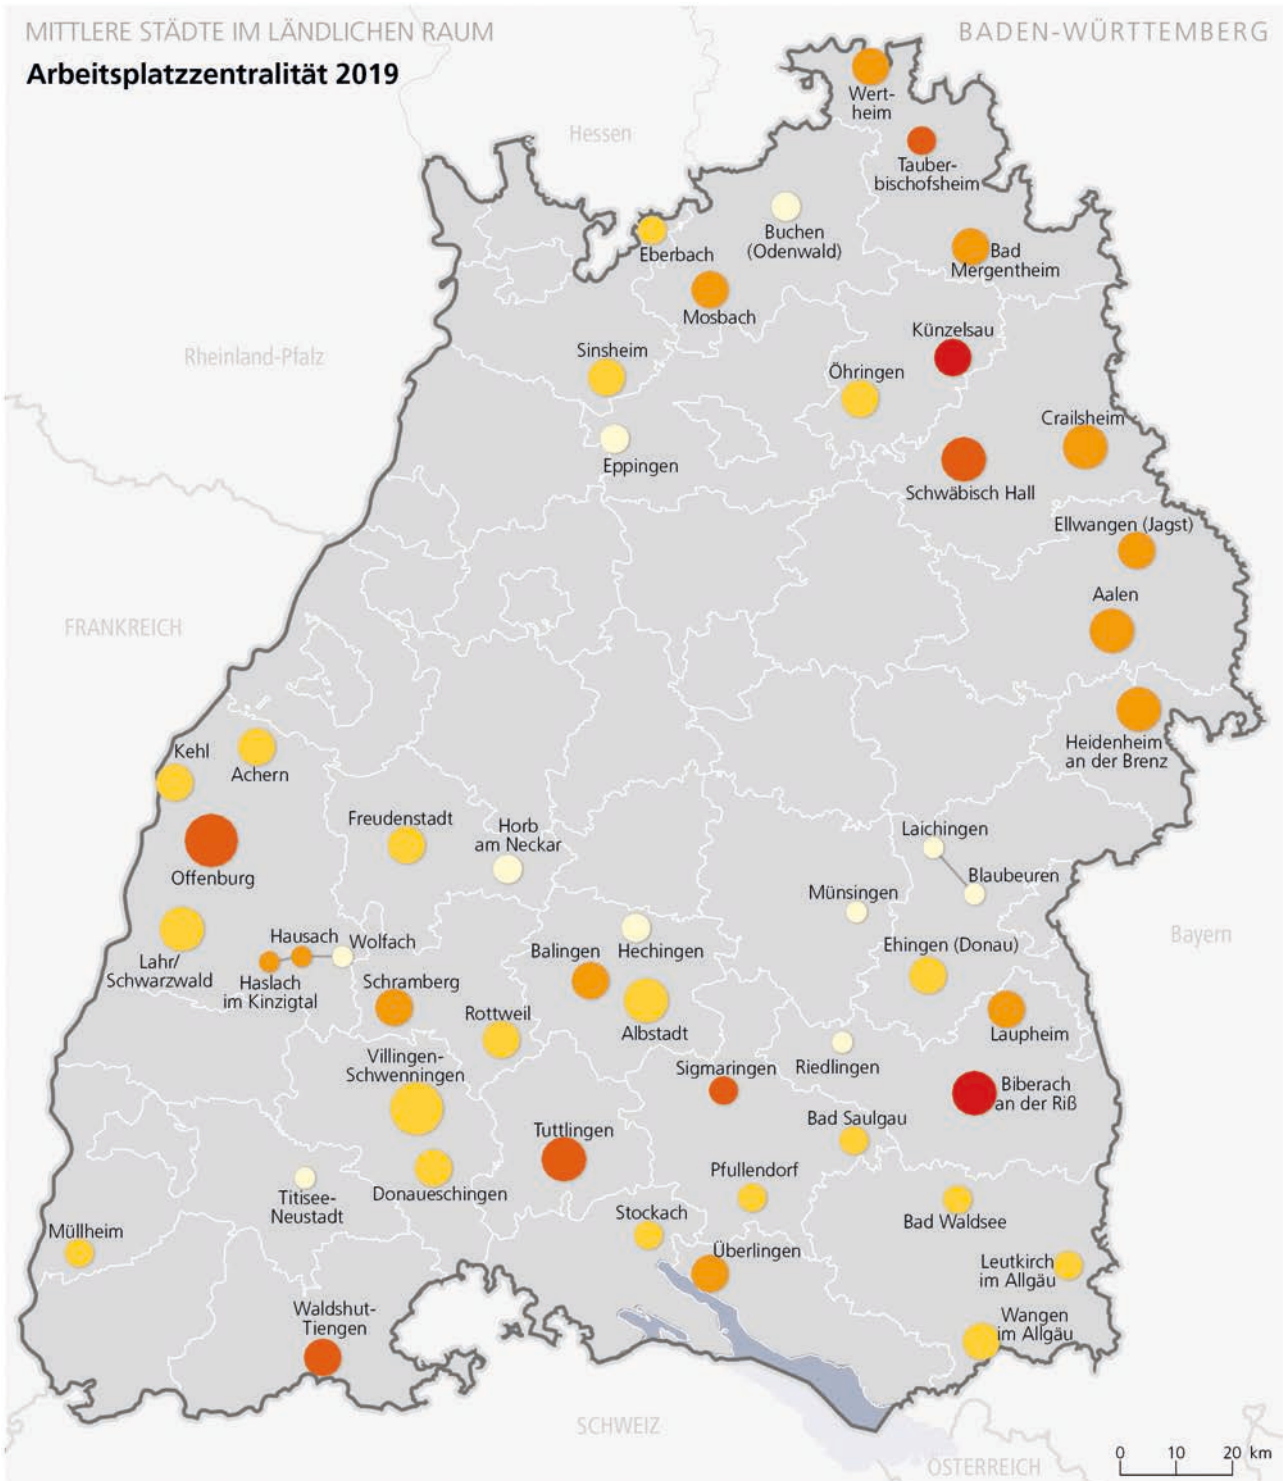 MITTLERE STÄDTE IM LÄNDLICHEN RAUM
BADEN-WÜRTTEMBERG
Arbeitsplatzzentralität 2019
Wert-
heim
Hessen
Tauber-
bischofsheim
Buchen
(Odenwald)
Eberbach
Bad
Mergentheim
Mosbach
Künzelsau
Sinsheim
Rheinland-Pfalz
Öhringen
Crailsheim
Eppingen
Schwäbisch Hall
Ellwangen (Jagst)
Aalen
FRANKREICH
Heidenheim
an der Brenz
Kehl
Achern
Freudenstadt
Horb
am Neckar
Laichingen
Offenburg
Blaubeuren
Münsingen
Bayern
Hausach
Wolfach
Balingen
Hechingen
Ehingen (Donau)
Lahr/
Schwarzwald
Haslach
im Kinzigtal
Schramberg
Rottweil
Albstadt
Laupheim
Villingen-
Schwenningen
Sigmaringen
Riedlingen
Biberach
an der Riß
Tuttlingen
Bad Saulgau
Pfullendorf
Donaueschingen
Titisee-
Neustadt
Stockach
Bad Waldsee
Müllheim
Überlingen
Leutkirch
im Allgäu
Waldshut-
Tiengen
Wangen
im Allgäu
SCHWEIZ
ÖSTERREICH
0 10 20 km